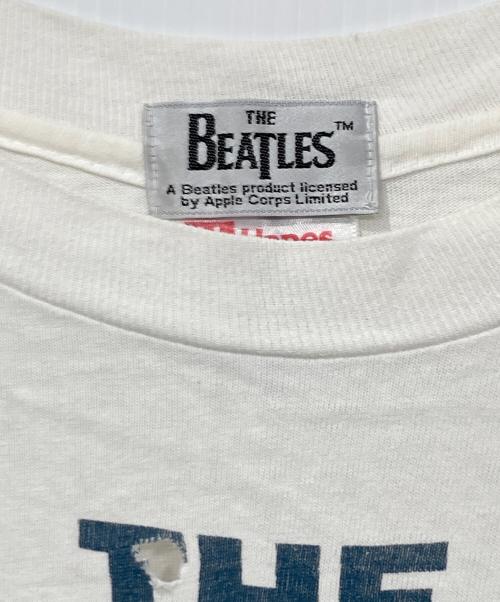 THE
BEATLES™
A Beatles product licensed
by Apple Corps Limited
Hanes
THE